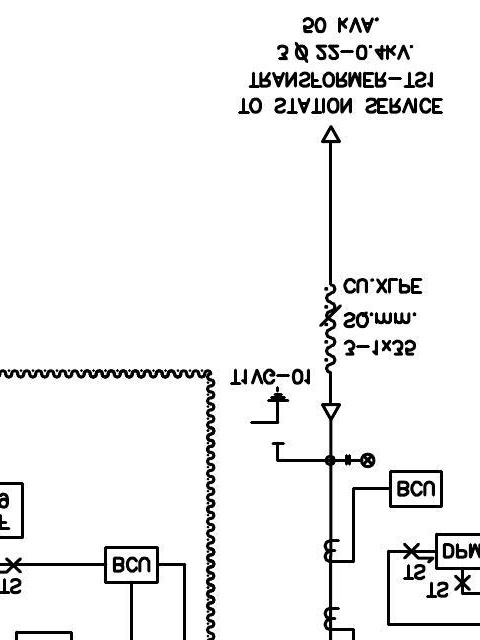 TO STATION SERVICE
TRANSFORMER-TS1
3 Ø 22-0.4kV.
50 kVA.
3-1x35
SQ.mm.
CU.XLPE
T1VG-01
BCU
DPM
TS
TS
BCU
TS